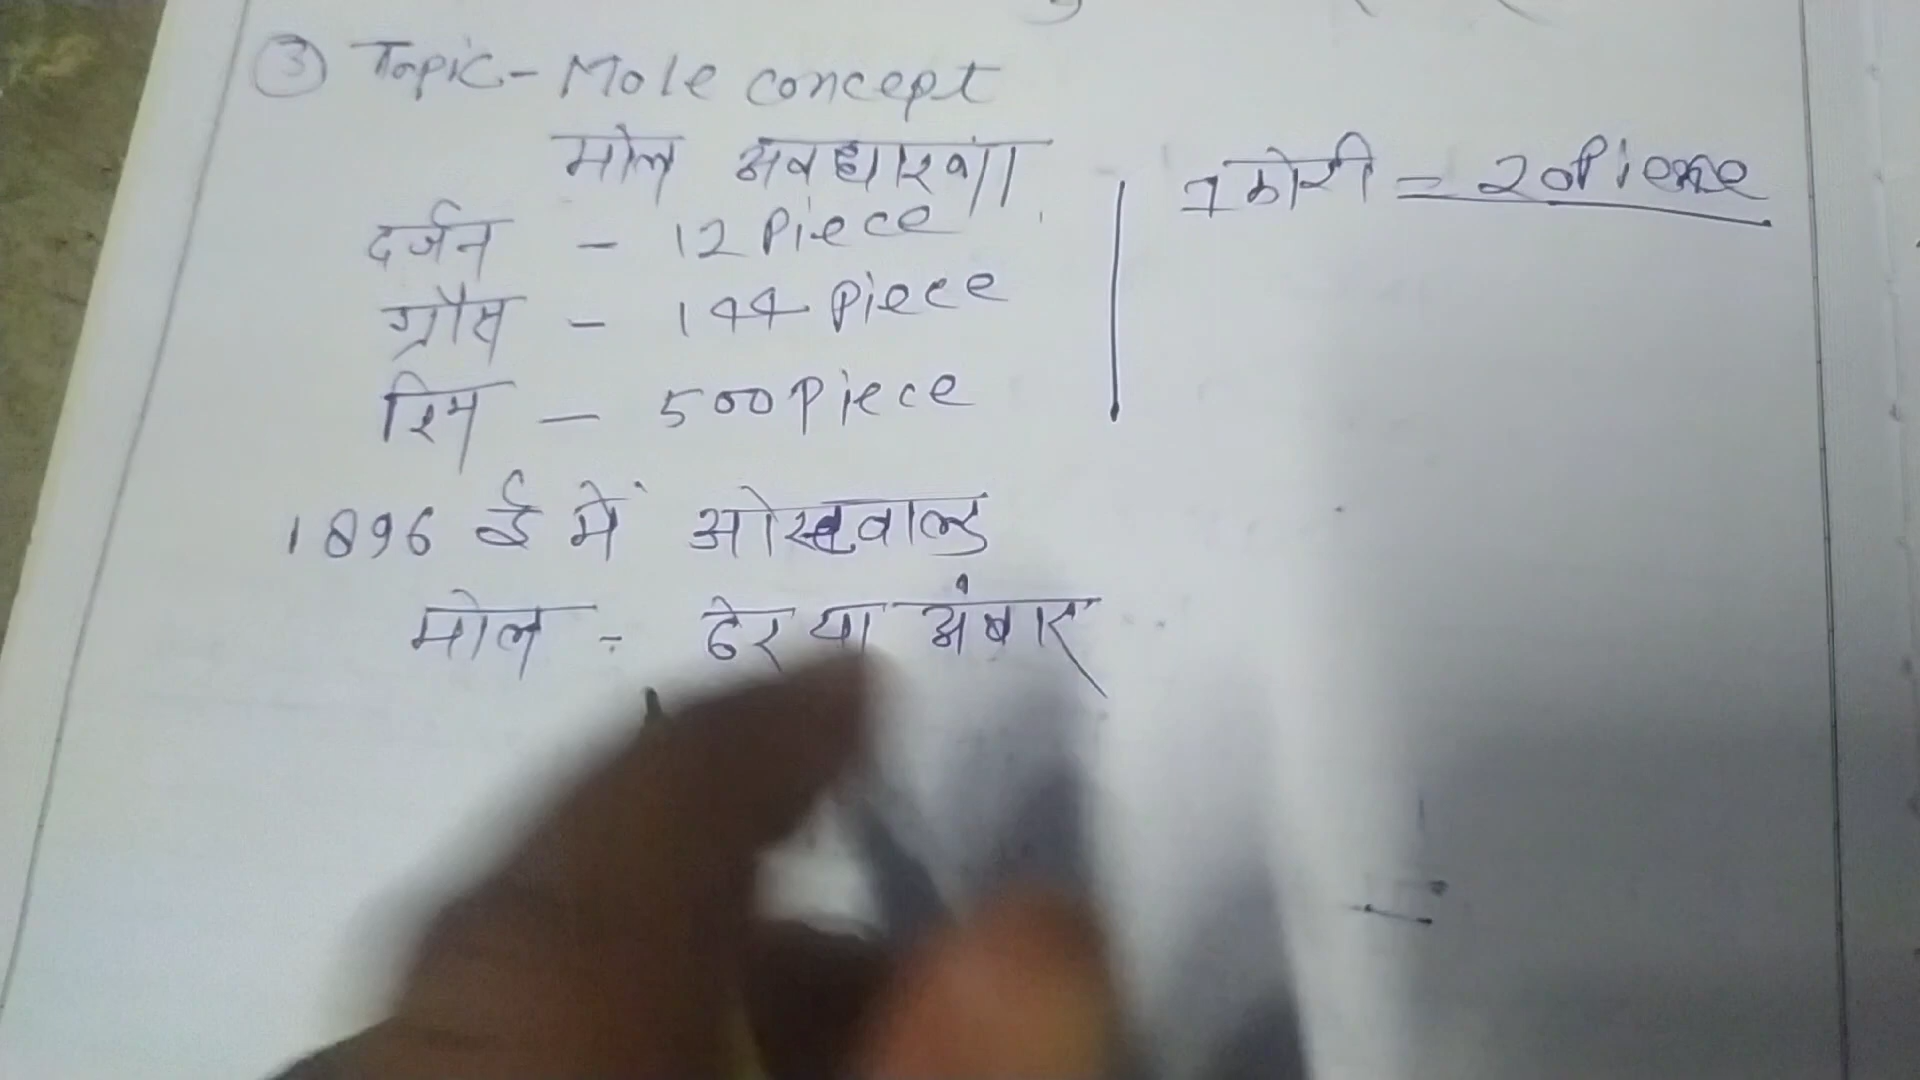 ③ Topic - Mole concept
मोल अवधारणा
दर्जन - 12 Piece
ग्रौस - 144 Piece
रिम - 500 Piece
1 कोरी = 20 Piece
1896 ई में ओस्टवाल्ड
मोल - ढेर या अंबार